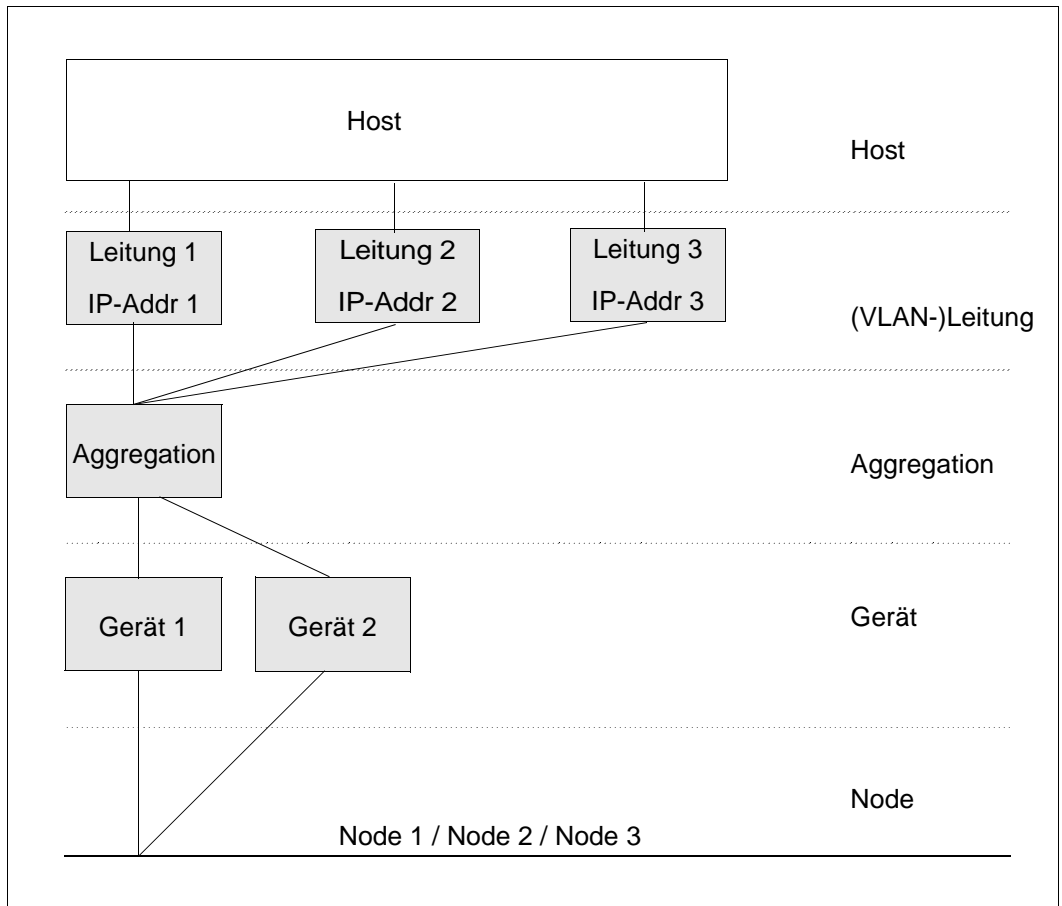 Host
Host
Leitung 1
IP-Addr 1
Leitung 2
IP-Addr 2
Leitung 3
IP-Addr 3
(VLAN-)Leitung
Aggregation
Aggregation
Gerät 1
Gerät 2
Gerät
Node
Node 1 / Node 2 / Node 3